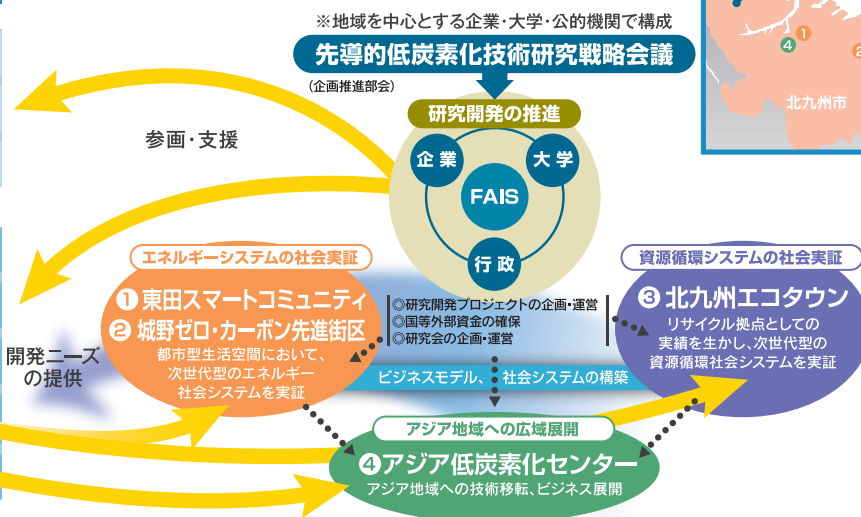 ※地域を中心とする企業・大学・公的機関で構成
先導的低炭素化技術研究戦略会議
(企画推進部会)
研究開発の推進
企業
大学
FAIS
行政
参画・支援
①
④
②
北九州市
エネルギーシステムの社会実証
①東田スマートコミュニティ
②城野ゼロ・カーボン先進街区
都市型生活空間において、
次世代型のエネルギー
社会システムを実証
◎研究開発プロジェクトの企画・運営
◎国等外部資金の確保
◎研究会の企画・運営
資源循環システムの社会実証
③北九州エコタウン
リサイクル拠点としての
実績を生かし、次世代型の
資源循環社会システムを実証
開発ニーズ
の提供
ビジネスモデル、社会システムの構築
アジア地域への広域展開
④アジア低炭素化センター
アジア地域への技術移転、ビジネス展開